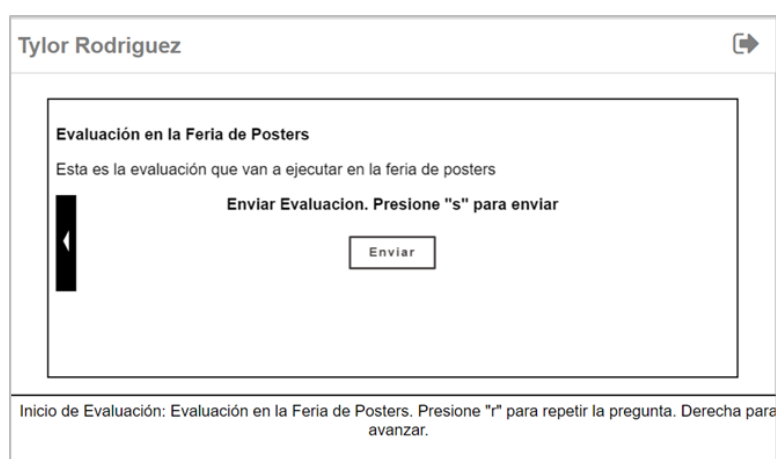 Tylor Rodriguez
Evaluación en la Feria de Posters
Esta es la evaluación que van a ejecutar en la feria de posters
Enviar Evaluacion. Presione "s" para enviar
Enviar
Inicio de Evaluación: Evaluación en la Feria de Posters. Presione "r" para repetir la pregunta. Derecha para
avanzar.